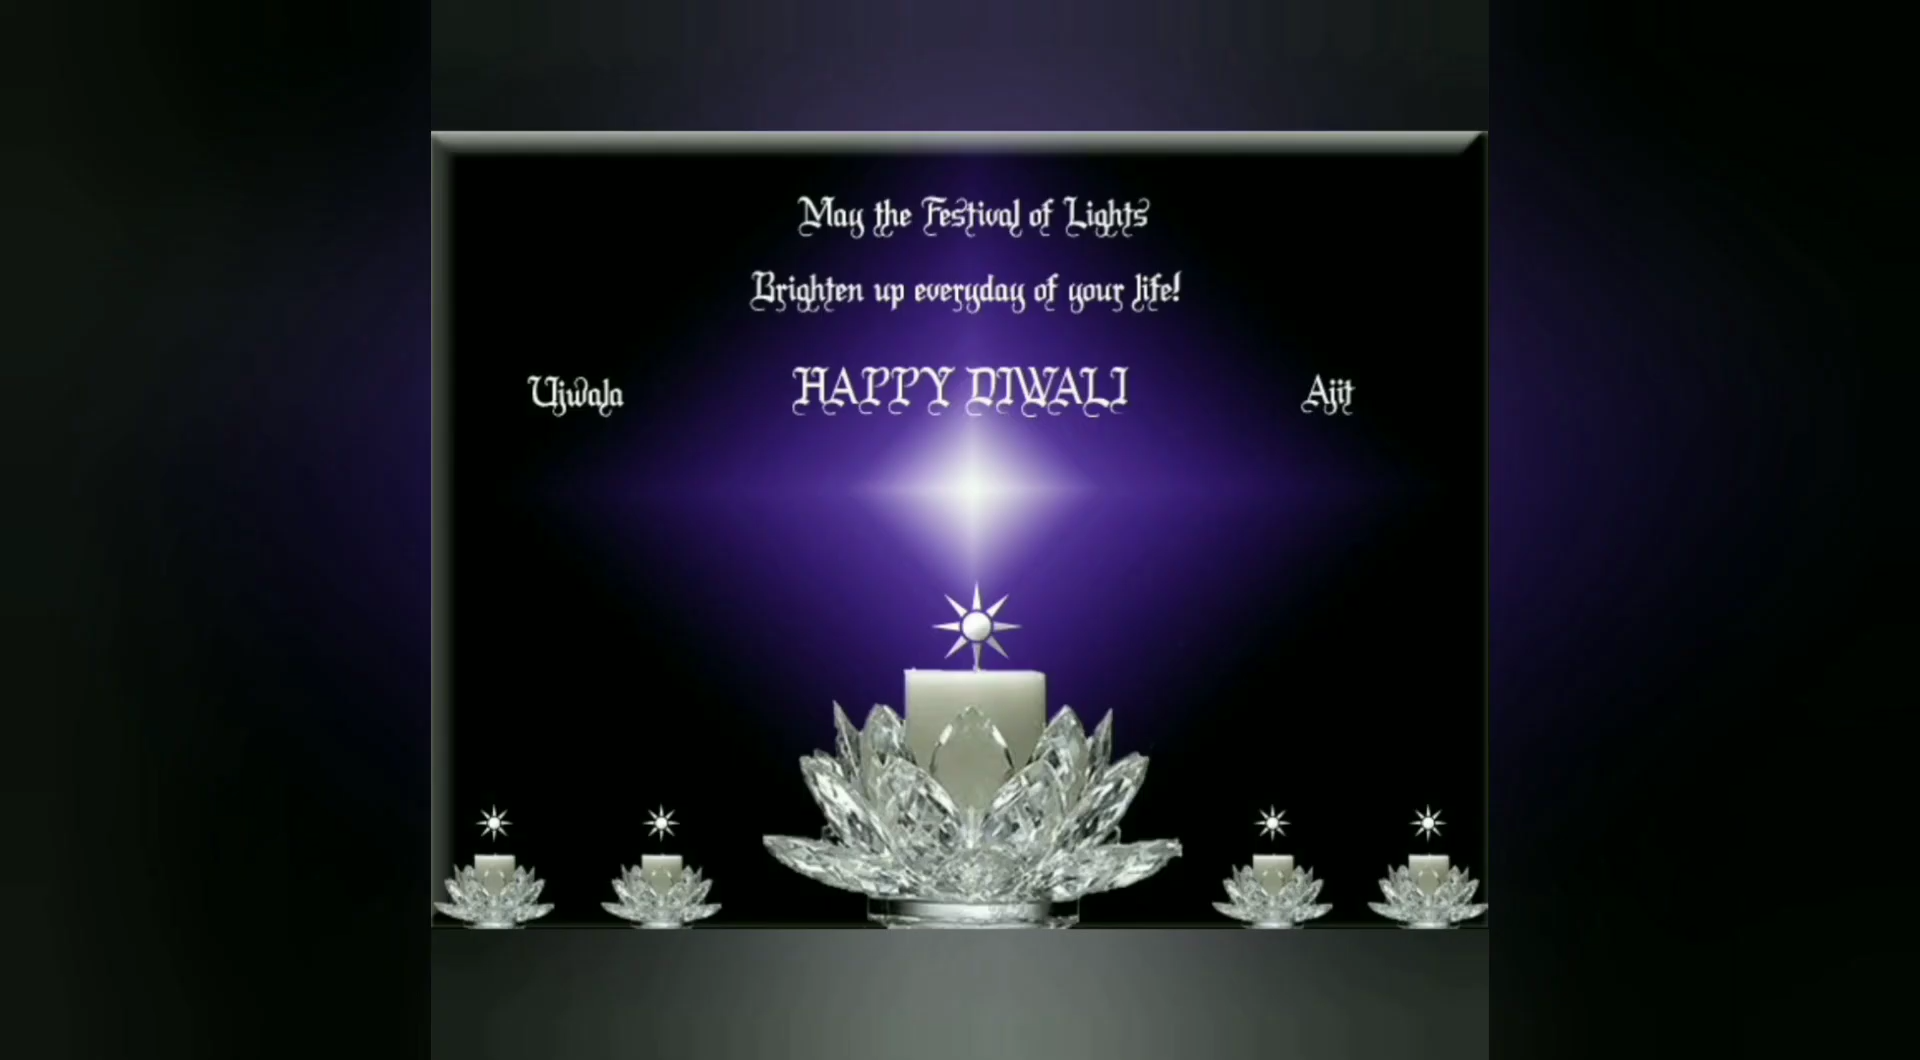 May the Festival of Lights
Brighten up everyday of your life!
Ujwala HAPPY DIWALI Ajit